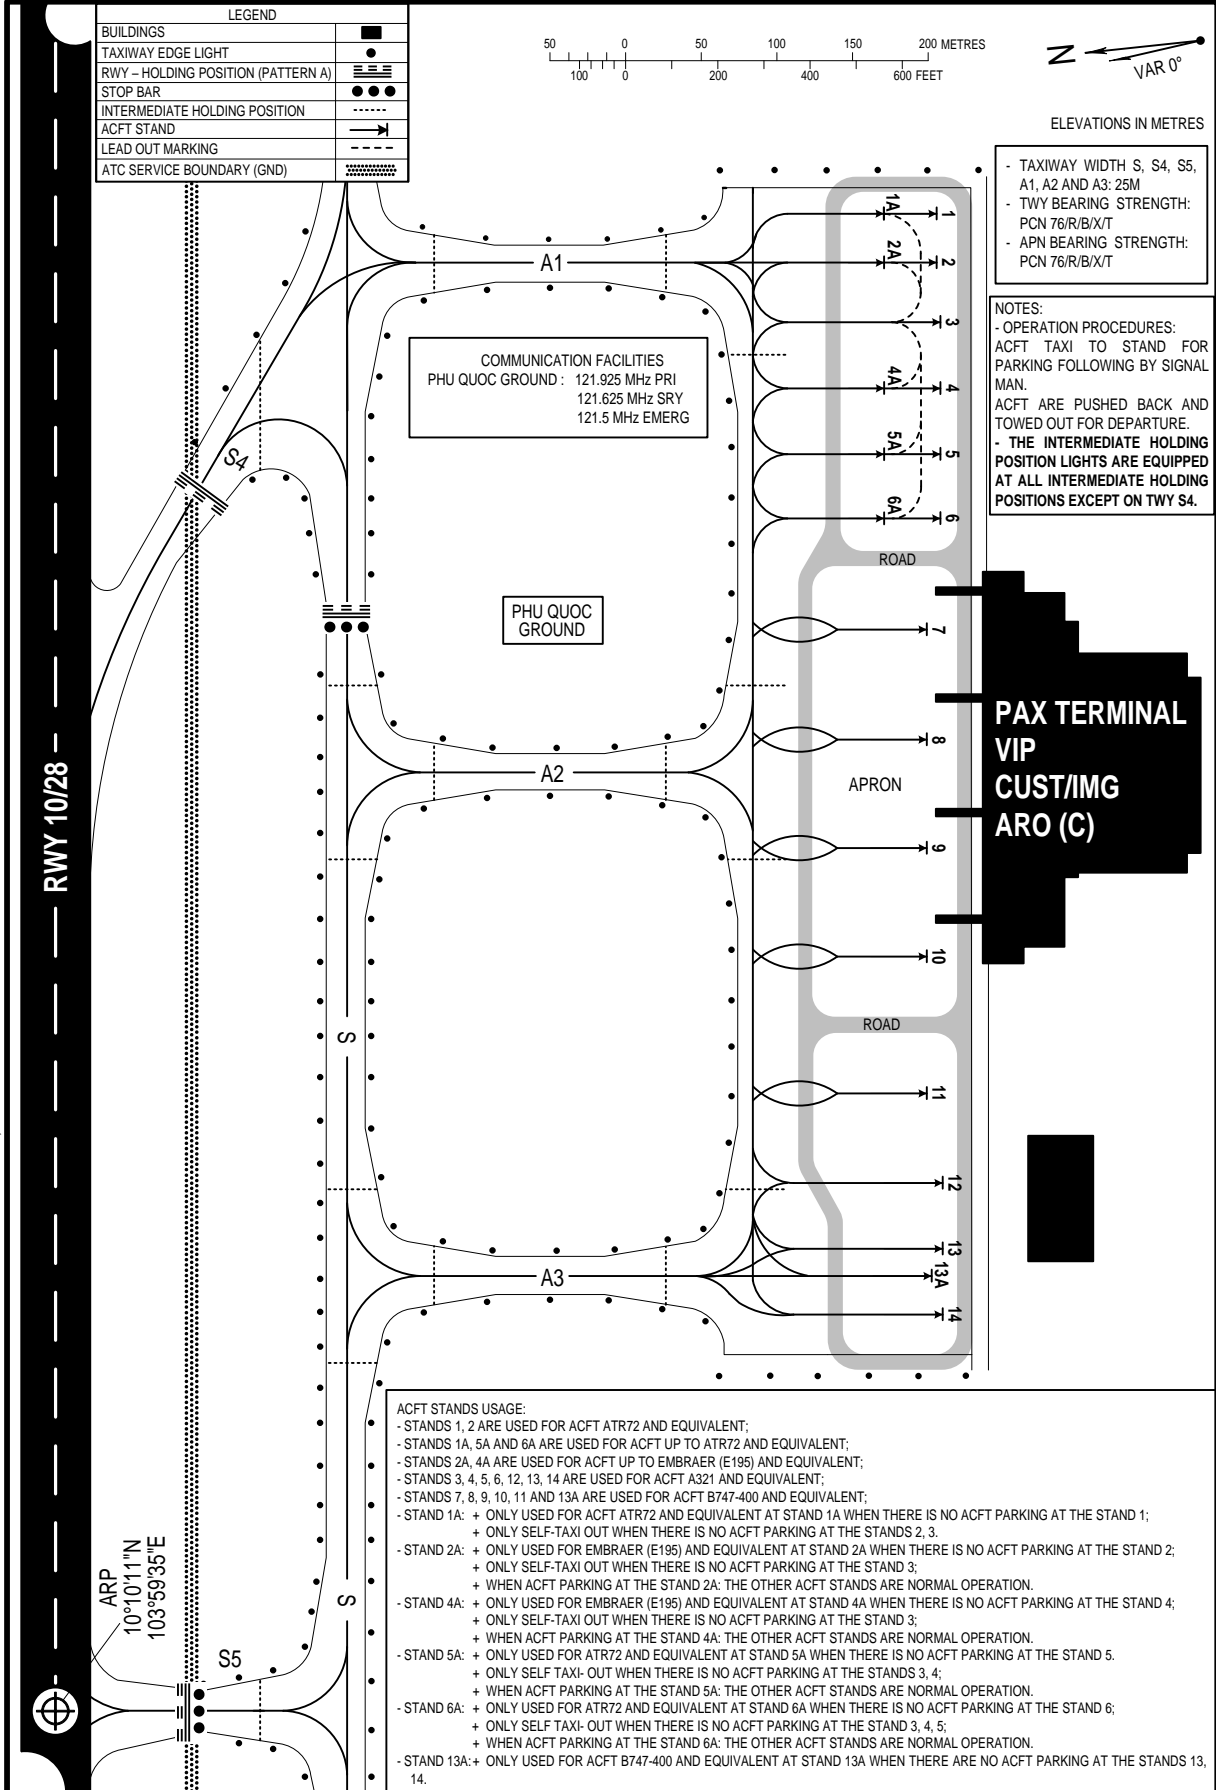 LEGEND
BUILDINGS
TAXIWAY EDGE LIGHT
RWY – HOLDING POSITION (PATTERN A)
STOP BAR
INTERMEDIATE HOLDING POSITION
ACFT STAND
LEAD OUT MARKING
ATC SERVICE BOUNDARY (GND)
50 0 50 100 150 200 METRES
100 0 200 400 600 FEET
N
VAR 0°
ELEVATIONS IN METRES
- TAXIWAY WIDTH S, S4, S5,
A1, A2 AND A3: 25M
- TWY BEARING STRENGTH:
PCN 76/R/B/X/T
- APN BEARING STRENGTH:
PCN 76/R/B/X/T
NOTES:
- OPERATION PROCEDURES:
ACFT TAXI TO STAND FOR
PARKING FOLLOWING BY SIGNAL
MAN.
ACFT ARE PUSHED BACK AND
TOWED OUT FOR DEPARTURE.
- THE INTERMEDIATE HOLDING
POSITION LIGHTS ARE EQUIPPED
AT ALL INTERMEDIATE HOLDING
POSITIONS EXCEPT ON TWY S4.
A1
1A
1
2A
2
3
4A
4
5A
5
6A
6
COMMUNICATION FACILITIES
PHU QUOC GROUND : 121.925 MHz PRI
121.625 MHz SRY
121.5 MHz EMERG
S4
ROAD
PHU QUOC
GROUND
7
8
9
10
A2
APRON
PAX TERMINAL
VIP
CUST/IMG
ARO (C)
RWY 10/28
ROAD
S
11
12
13
13A
14
A3
ACFT STANDS USAGE:
- STANDS 1, 2 ARE USED FOR ACFT ATR72 AND EQUIVALENT;
- STANDS 1A, 5A AND 6A ARE USED FOR ACFT UP TO ATR72 AND EQUIVALENT;
- STANDS 2A, 4A ARE USED FOR ACFT UP TO EMBRAER (E195) AND EQUIVALENT;
- STANDS 3, 4, 5, 6, 12, 13, 14 ARE USED FOR ACFT A321 AND EQUIVALENT;
- STANDS 7, 8, 9, 10, 11 AND 13A ARE USED FOR ACFT B747-400 AND EQUIVALENT;
- STAND 1A: + ONLY USED FOR ACFT ATR72 AND EQUIVALENT AT STAND 1A WHEN THERE IS NO ACFT PARKING AT THE STAND 1;
+ ONLY SELF-TAXI OUT WHEN THERE IS NO ACFT PARKING AT THE STANDS 2, 3.
- STAND 2A: + ONLY USED FOR EMBRAER (E195) AND EQUIVALENT AT STAND 2A WHEN THERE IS NO ACFT PARKING AT THE STAND 2;
+ ONLY SELF-TAXI OUT WHEN THERE IS NO ACFT PARKING AT THE STAND 3;
+ WHEN ACFT PARKING AT THE STAND 2A: THE OTHER ACFT STANDS ARE NORMAL OPERATION.
- STAND 4A: + ONLY USED FOR EMBRAER (E195) AND EQUIVALENT AT STAND 4A WHEN THERE IS NO ACFT PARKING AT THE STAND 4;
+ ONLY SELF-TAXI OUT WHEN THERE IS NO ACFT PARKING AT THE STAND 3;
+ WHEN ACFT PARKING AT THE STAND 4A: THE OTHER ACFT STANDS ARE NORMAL OPERATION.
- STAND 5A: + ONLY USED FOR ATR72 AND EQUIVALENT AT STAND 5A WHEN THERE IS NO ACFT PARKING AT THE STAND 5.
+ ONLY SELF TAXI- OUT WHEN THERE IS NO ACFT PARKING AT THE STANDS 3, 4;
+ WHEN ACFT PARKING AT THE STAND 5A: THE OTHER ACFT STANDS ARE NORMAL OPERATION.
- STAND 6A: + ONLY USED FOR ATR72 AND EQUIVALENT AT STAND 6A WHEN THERE IS NO ACFT PARKING AT THE STAND 6;
+ ONLY SELF TAXI- OUT WHEN THERE IS NO ACFT PARKING AT THE STAND 3, 4, 5;
+ WHEN ACFT PARKING AT THE STAND 6A: THE OTHER ACFT STANDS ARE NORMAL OPERATION.
- STAND 13A: + ONLY USED FOR ACFT B747-400 AND EQUIVALENT AT STAND 13A WHEN THERE ARE NO ACFT PARKING AT THE STANDS 13,
14.
ARP
10°10'11"N
103°59'35"E
S
S5